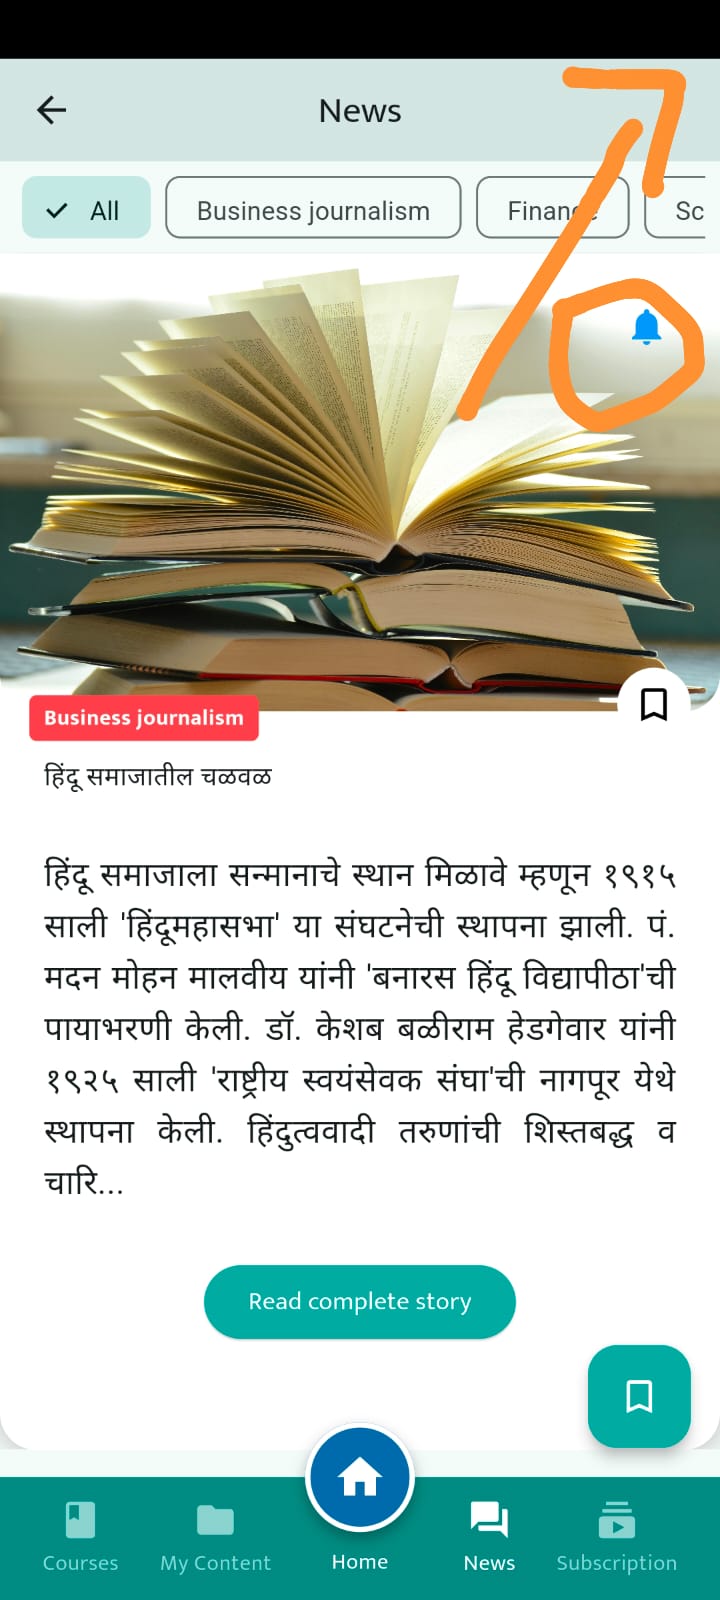 News
All
Business journalism
Sc
Business journalism
हिंदू समाजातील चळवळ
हिंदू समाजाला सन्मानाचे स्थान मिळावे म्हणून १९१५
साली 'हिंदूमहासभा' या संघटनेची स्थापना झाली. पं.
मदन मोहन मालवीय यांनी 'बनारस हिंदू विद्यापीठा'ची
पायाभरणी केली. डॉ. केशब बळीराम हेडगेवार यांनी
१९२५ साली 'राष्ट्रीय स्वयंसेवक संघा'ची नागपूर येथे
स्थापना केली. हिंदुत्ववादी तरुणांची शिस्तबद्ध व
चारि...
Read complete story
Courses
My Content
Home
News
Subscription